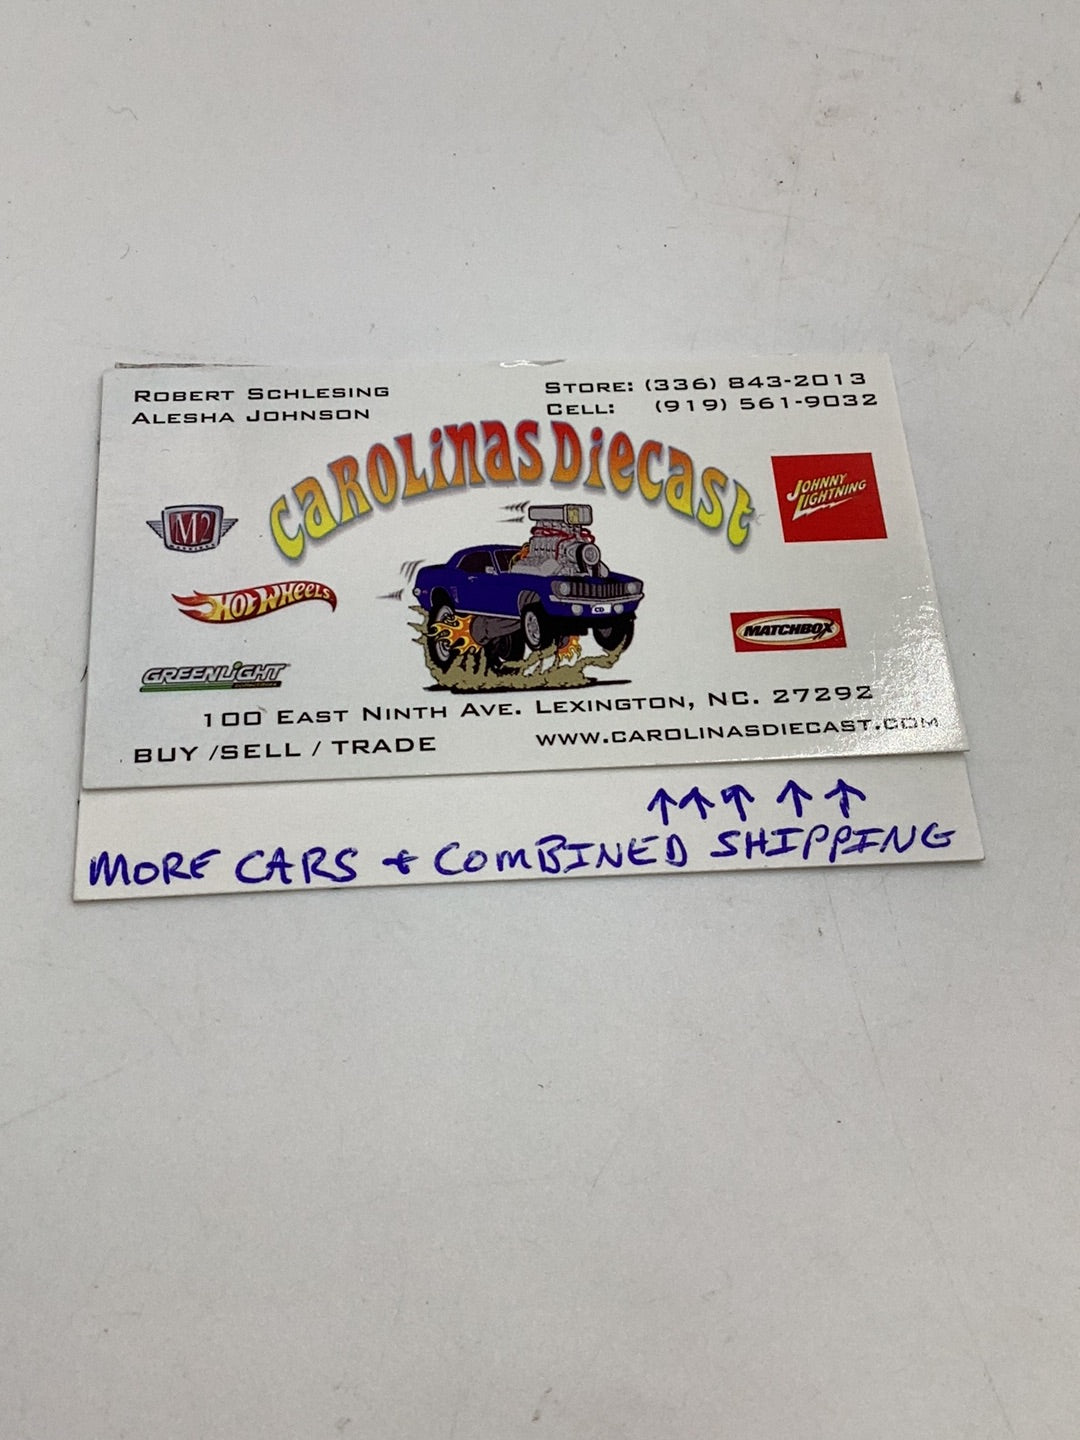 ROBERT SCHLESING
ALESHA JOHNSON
STORE: (336) 843-2013
CELL: (919) 561-9032
CAROLINAS DIECAST
M2
JOHNNY
LIGHTNING
HOT WHEELS
MATCHBOX
GREENLIGHT
CD
100 EAST NINTH AVE. LEXINGTON, NC. 27292
BUY /SELL / TRADE
WWW.CAROLINASDIECAST.COM
↑↑↑ ↑ ↑
MORE CARS + COMBINED SHIPPING